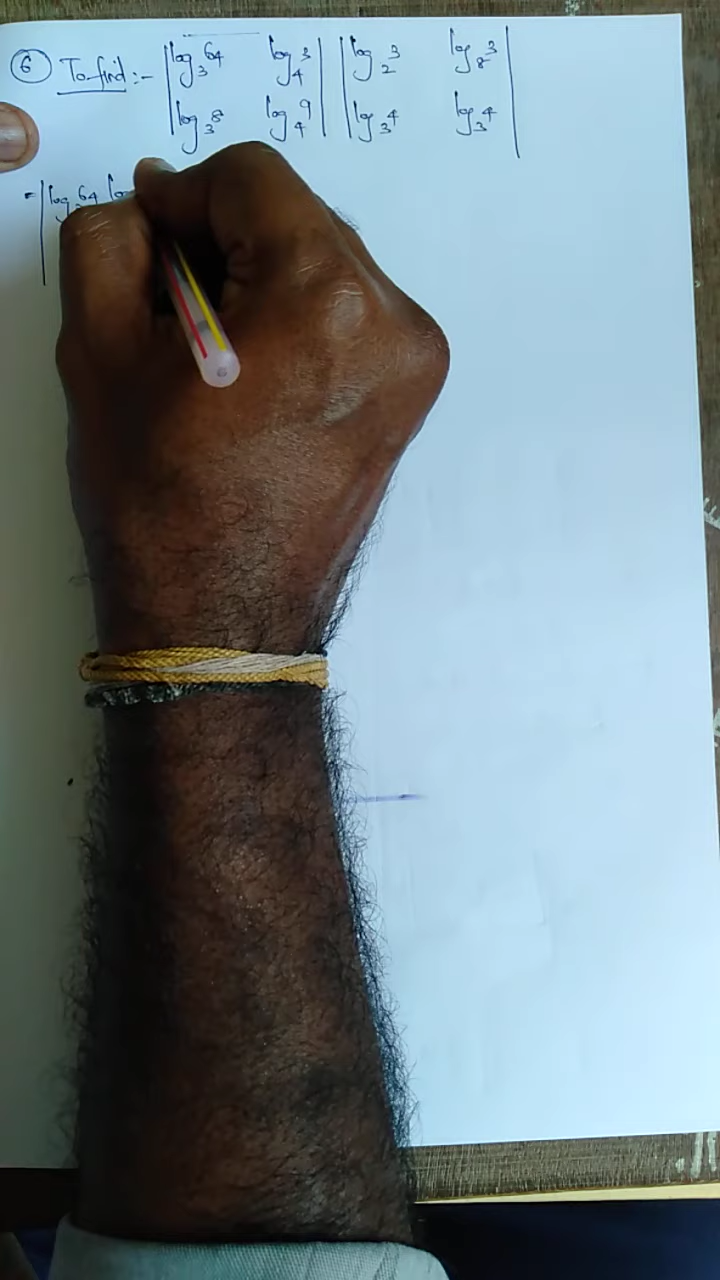 ⑥ To find :- | log₃64 log₄3 | | log₂3 log₈3 |
| log₃8 log₄9 | | log₃4 log₃4 |
= | log₃64